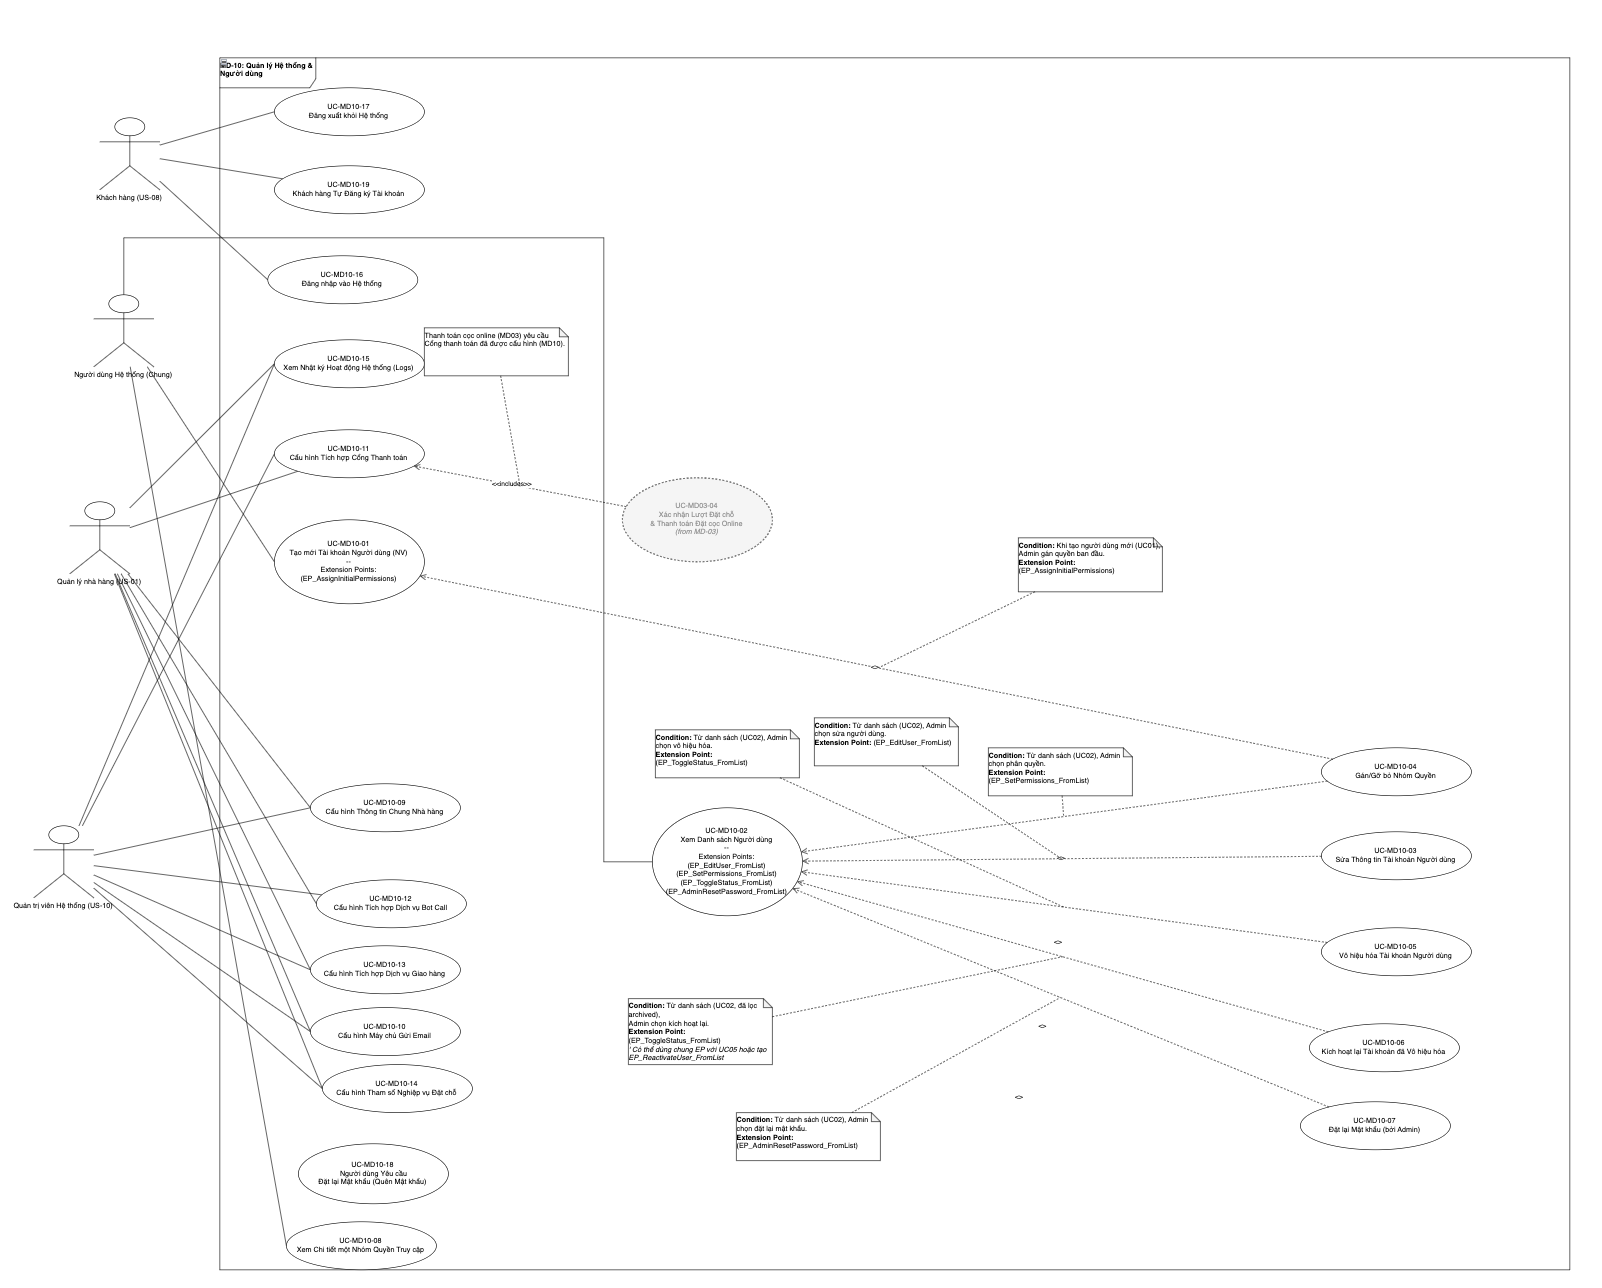 MD-10: Quản lý Hệ thống &
Người dùng
UC-MD10-17
Đăng xuất khỏi Hệ thống
Khách hàng (US-08)
UC-MD10-19
Khách hàng Tự Đăng ký Tài khoản
UC-MD10-16
Đăng nhập vào Hệ thống
Người dùng Hệ thống (Chung)
UC-MD10-15
Xem Nhật ký Hoạt động Hệ thống (Logs)
Thanh toán cọc online (MD03) yêu cầu
Cổng thanh toán đã được cấu hình (MD10).
UC-MD10-11
Cấu hình Tích hợp Cổng Thanh toán
<<includes>>
UC-MD03-04
Xác nhận Lượt Đặt chỗ
& Thanh toán Đặt cọc Online
(from MD-03)
UC-MD10-01
Tạo mới Tài khoản Người dùng (NV)
--
Extension Points:
(EP_AssignInitialPermissions)
Quản lý nhà hàng (US-01)
Condition: Khi tạo người dùng mới (UC01),
Admin gán quyền ban đầu.
Extension Point:
(EP_AssignInitialPermissions)
<>
Condition: Từ danh sách (UC02), Admin
chọn vô hiệu hóa.
Extension Point:
(EP_ToggleStatus_FromList)
Condition: Từ danh sách (UC02), Admin
chọn sửa người dùng.
Extension Point: (EP_EditUser_FromList)
Condition: Từ danh sách (UC02), Admin
chọn phân quyền.
Extension Point:
(EP_SetPermissions_FromList)
UC-MD10-04
Gán/Gỡ bỏ Nhóm Quyền
UC-MD10-09
Cấu hình Thông tin Chung Nhà hàng
UC-MD10-02
Xem Danh sách Người dùng
--
Extension Points:
(EP_EditUser_FromList)
(EP_SetPermissions_FromList)
(EP_ToggleStatus_FromList)
(EP_AdminResetPassword_FromList)
<>
UC-MD10-03
Sửa Thông tin Tài khoản Người dùng
Quản trị viên Hệ thống (US-10)
UC-MD10-12
Cấu hình Tích hợp Dịch vụ Bot Call
<>
UC-MD10-05
Vô hiệu hóa Tài khoản Người dùng
UC-MD10-13
Cấu hình Tích hợp Dịch vụ Giao hàng
Condition: Từ danh sách (UC02, đã lọc
archived),
Admin chọn kích hoạt lại.
Extension Point:
(EP_ToggleStatus_FromList)
' Có thể dùng chung EP với UC05 hoặc tạo
EP_ReactivateUser_FromList
<>
UC-MD10-10
Cấu hình Máy chủ Gửi Email
UC-MD10-06
Kích hoạt lại Tài khoản đã Vô hiệu hóa
UC-MD10-14
Cấu hình Tham số Nghiệp vụ Đặt chỗ
<>
Condition: Từ danh sách (UC02), Admin
chọn đặt lại mật khẩu.
Extension Point:
(EP_AdminResetPassword_FromList)
UC-MD10-07
Đặt lại Mật khẩu (bởi Admin)
UC-MD10-18
Người dùng Yêu cầu
Đặt lại Mật khẩu (Quên Mật khẩu)
UC-MD10-08
Xem Chi tiết một Nhóm Quyền Truy cập